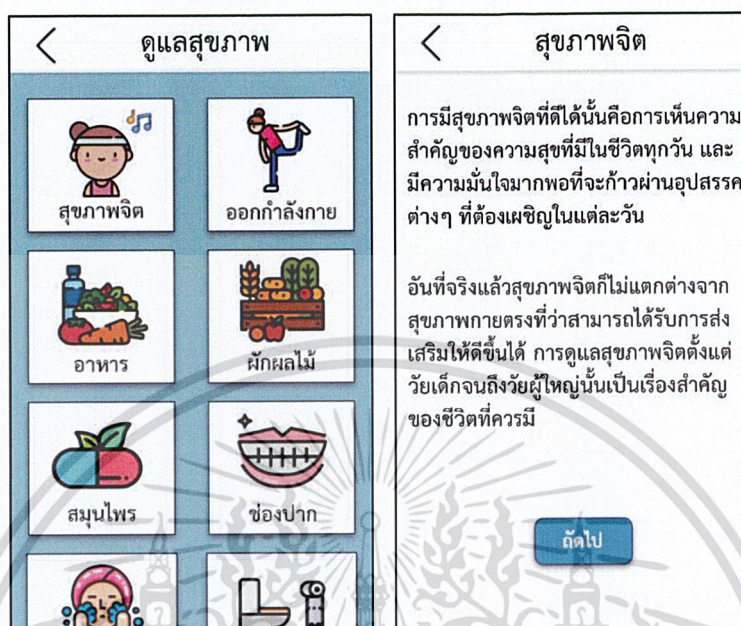 ดูแลสุขภาพ
สุขภาพจิต
ออกกำลังกาย
อาหาร
ผักผลไม้
สมุนไพร
ช่องปาก
สุขภาพจิต
การมีสุขภาพจิตที่ดีได้นั้นคือการเห็นความ
สำคัญของความสุขที่มีในชีวิตทุกวัน และ
มีความมั่นใจมากพอที่จะก้าวผ่านอุปสรรค
ต่างๆ ที่ต้องเผชิญในแต่ละวัน
อันที่จริงแล้วสุขภาพจิตก็ไม่แตกต่างจาก
สุขภาพกายตรงที่ว่าสามารถได้รับการส่ง
เสริมให้ดีขึ้นได้ การดูแลสุขภาพจิตตั้งแต่
วัยเด็กจนถึงวัยผู้ใหญ่นั้นเป็นเรื่องสำคัญ
ของชีวิตที่ควรมี
ถัดไป